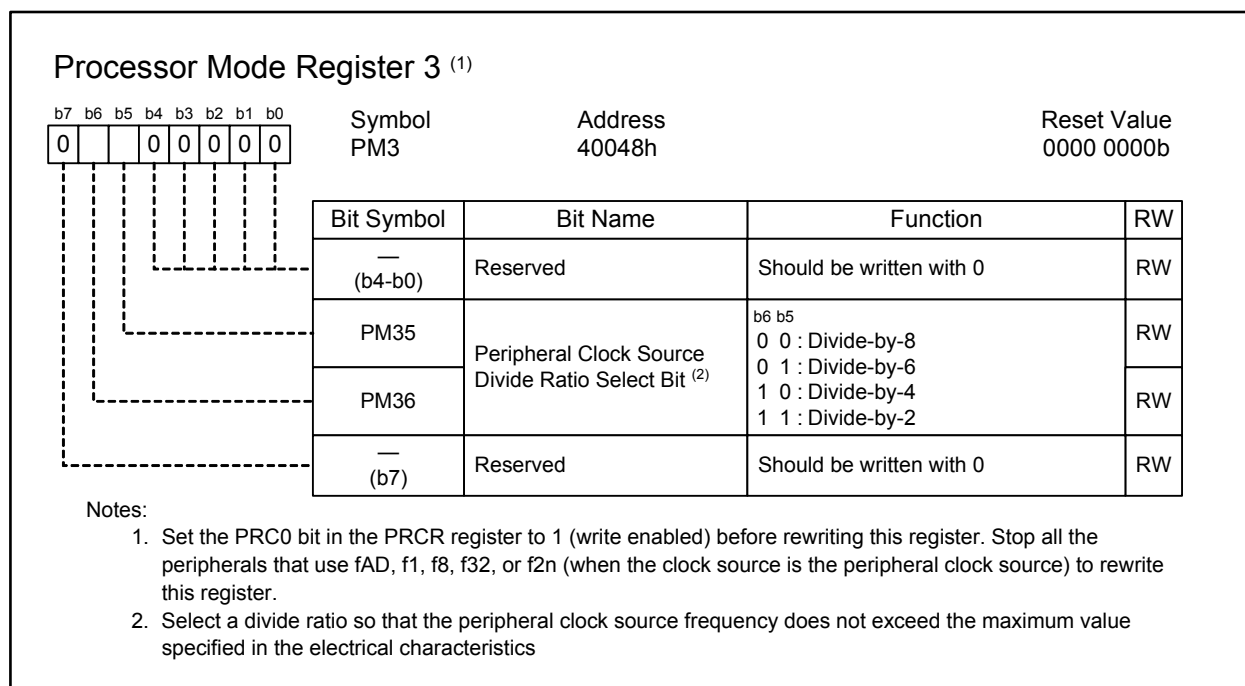 Processor Mode Register 3 (1)
b7 b6 b5 b4 b3 b2 b1 b0
0 0 0 0 0 0
Symbol Address Reset Value
PM3 40048h 0000 0000b
Bit Symbol Bit Name Function RW
— (b4-b0) Reserved Should be written with 0 RW
PM35 RW
PM36 RW
Peripheral Clock Source
Divide Ratio Select Bit (2)
b6 b5
0 0 : Divide-by-8
0 1 : Divide-by-6
1 0 : Divide-by-4
1 1 : Divide-by-2
— (b7) Reserved Should be written with 0 RW
Notes:
1. Set the PRC0 bit in the PRCR register to 1 (write enabled) before rewriting this register. Stop all the
peripherals that use fAD, f1, f8, f32, or f2n (when the clock source is the peripheral clock source) to rewrite
this register.
2. Select a divide ratio so that the peripheral clock source frequency does not exceed the maximum value
specified in the electrical characteristics